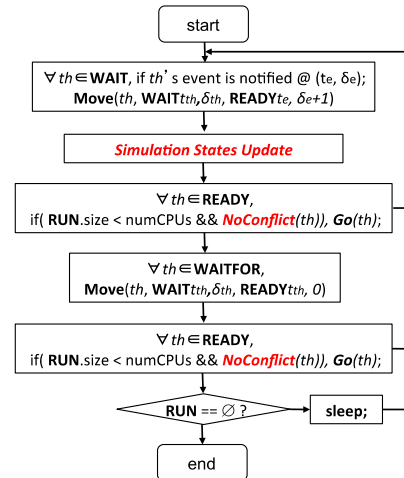 start
∀ th∈WAIT, if th's event is notified @ (te, δe);
Move(th, WAITtth,δth, READYte, δe+1)
Simulation States Update
∀ th∈READY,
if( RUN.size < numCPUs && NoConflict(th)), Go(th);
∀ th∈WAITFOR,
Move(th, WAITtth,δth, READYtth, 0)
∀ th∈READY,
if( RUN.size < numCPUs && NoConflict(th)), Go(th);
RUN == ∅ ?
sleep;
end